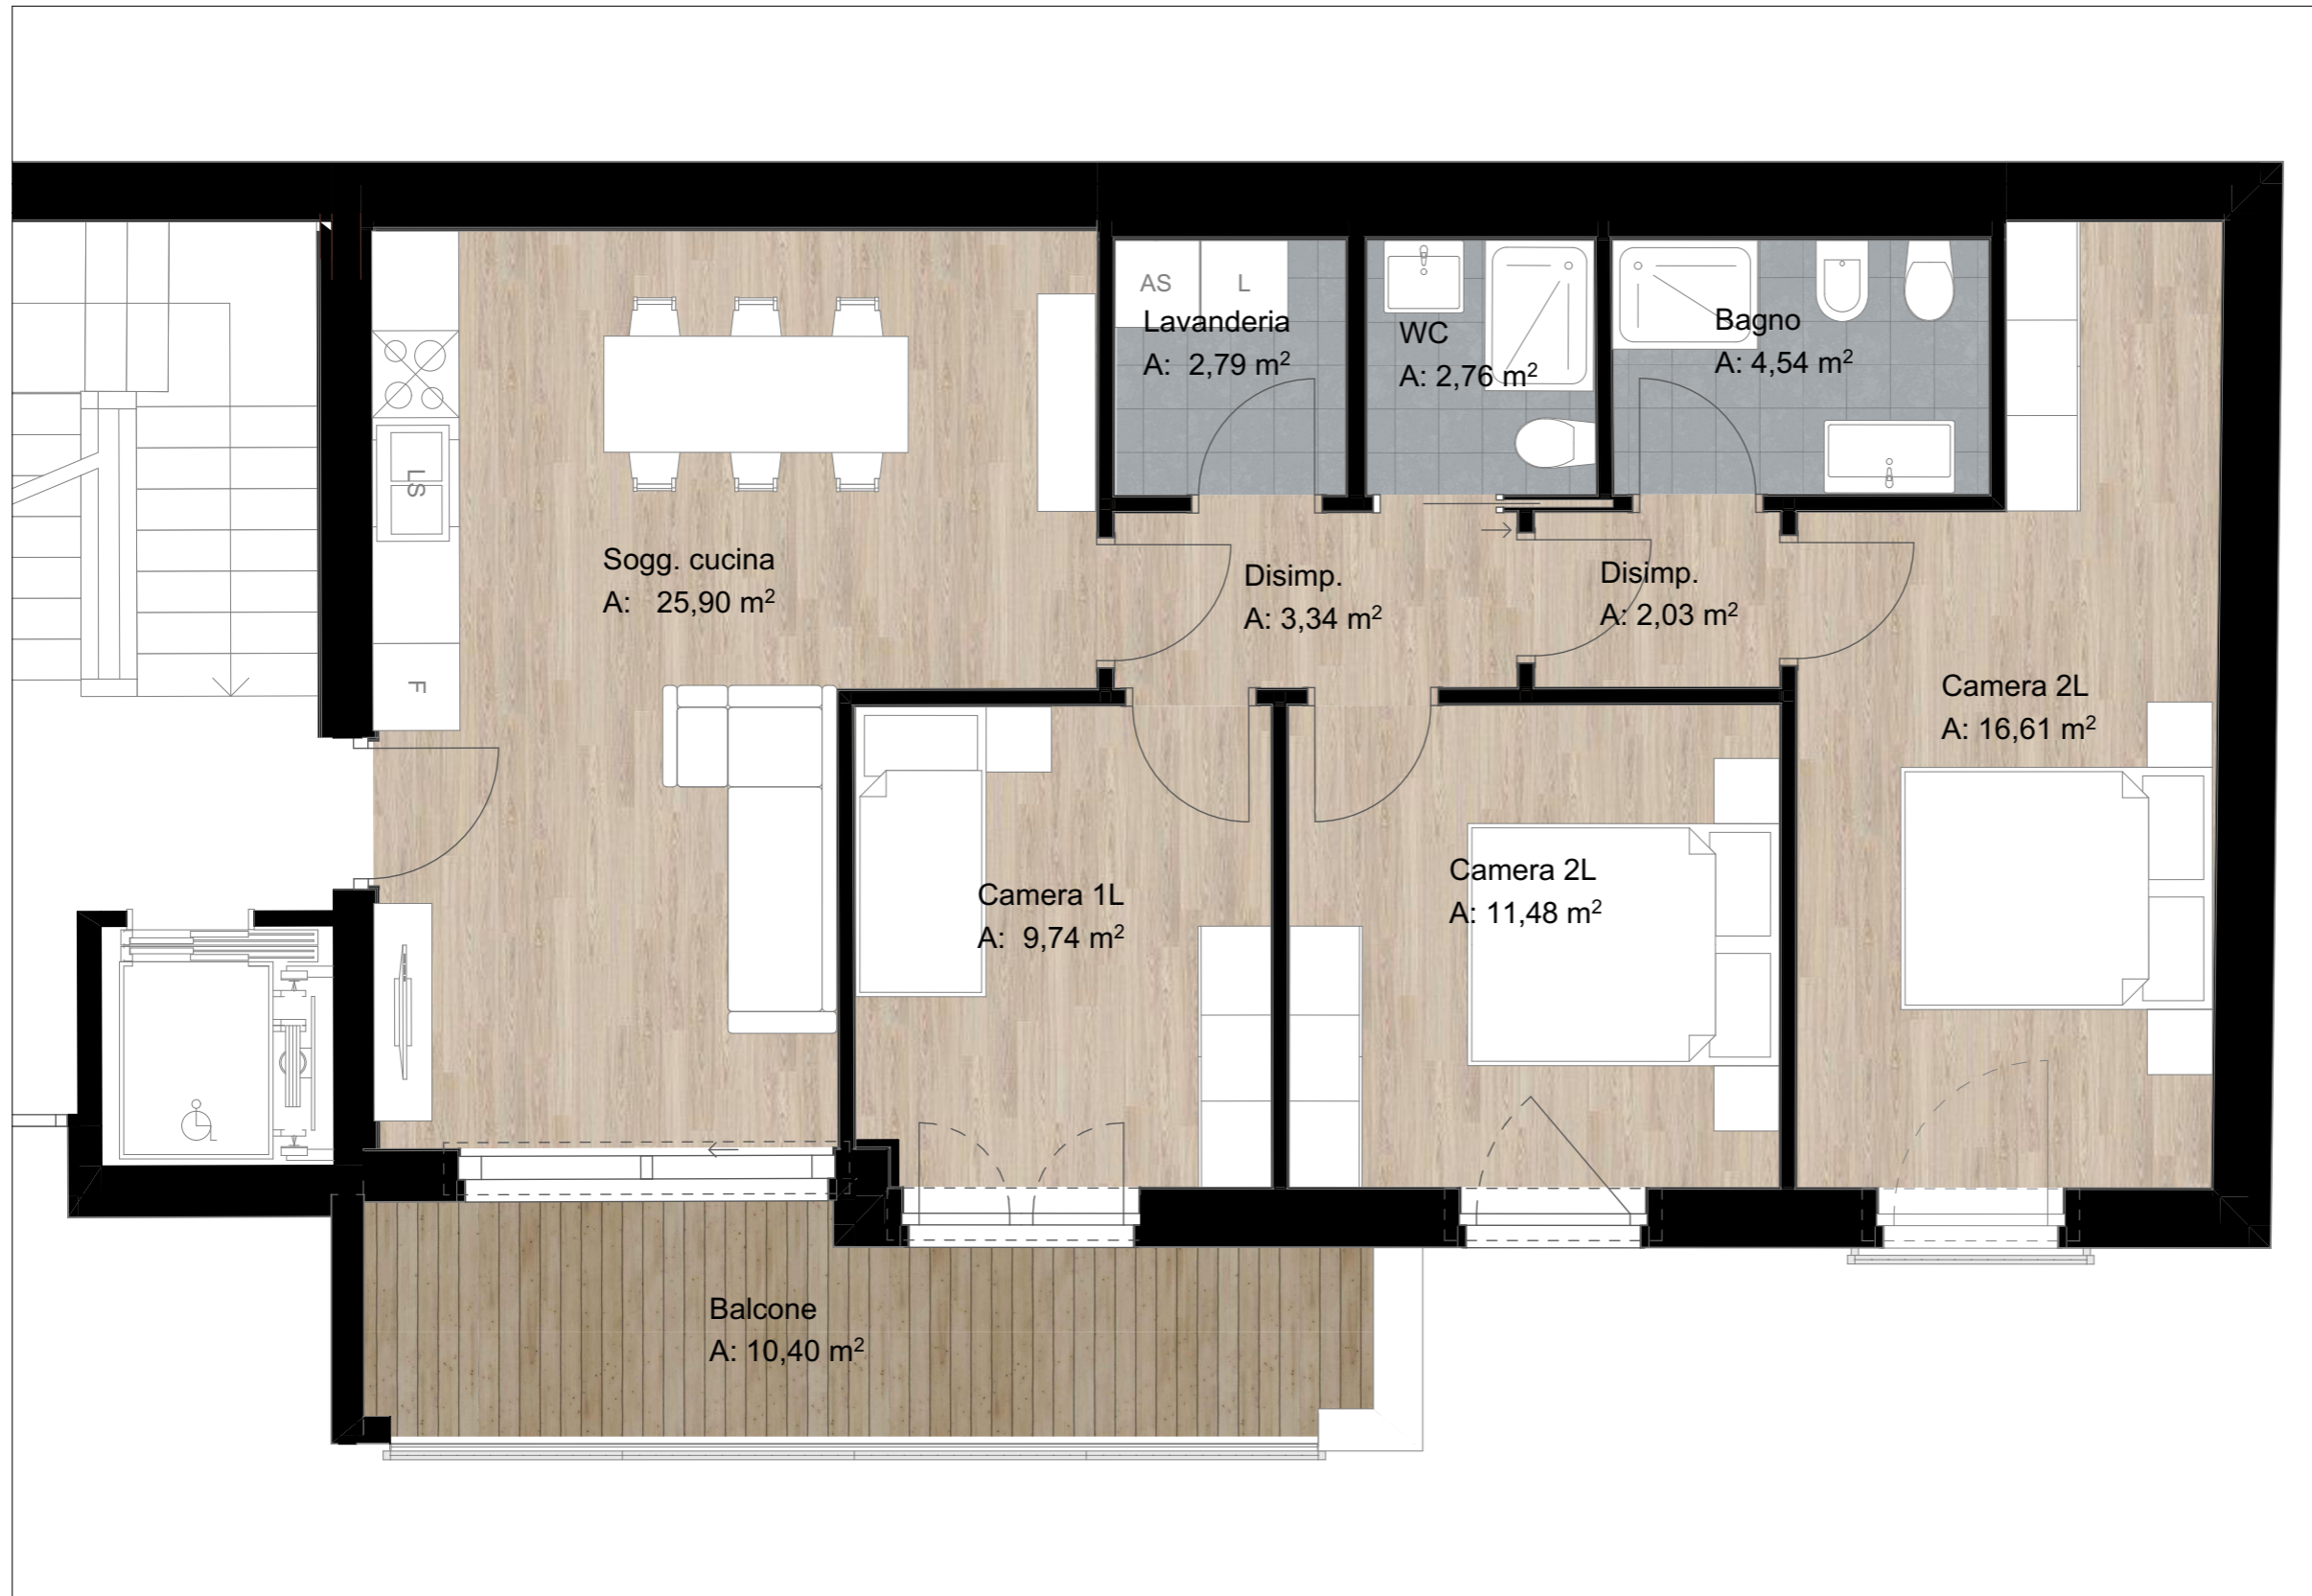 AS
L
Lavanderia
A: 2,79 m²
WC
A: 2,76 m²
Bagno
A: 4,54 m²
LS
Sogg. cucina
A: 25,90 m²
Disimp.
A: 3,34 m²
Disimp.
A: 2,03 m²
F
Camera 2L
A: 16,61 m²
Camera 1L
A: 9,74 m²
Camera 2L
A: 11,48 m²
Balcone
A: 10,40 m²